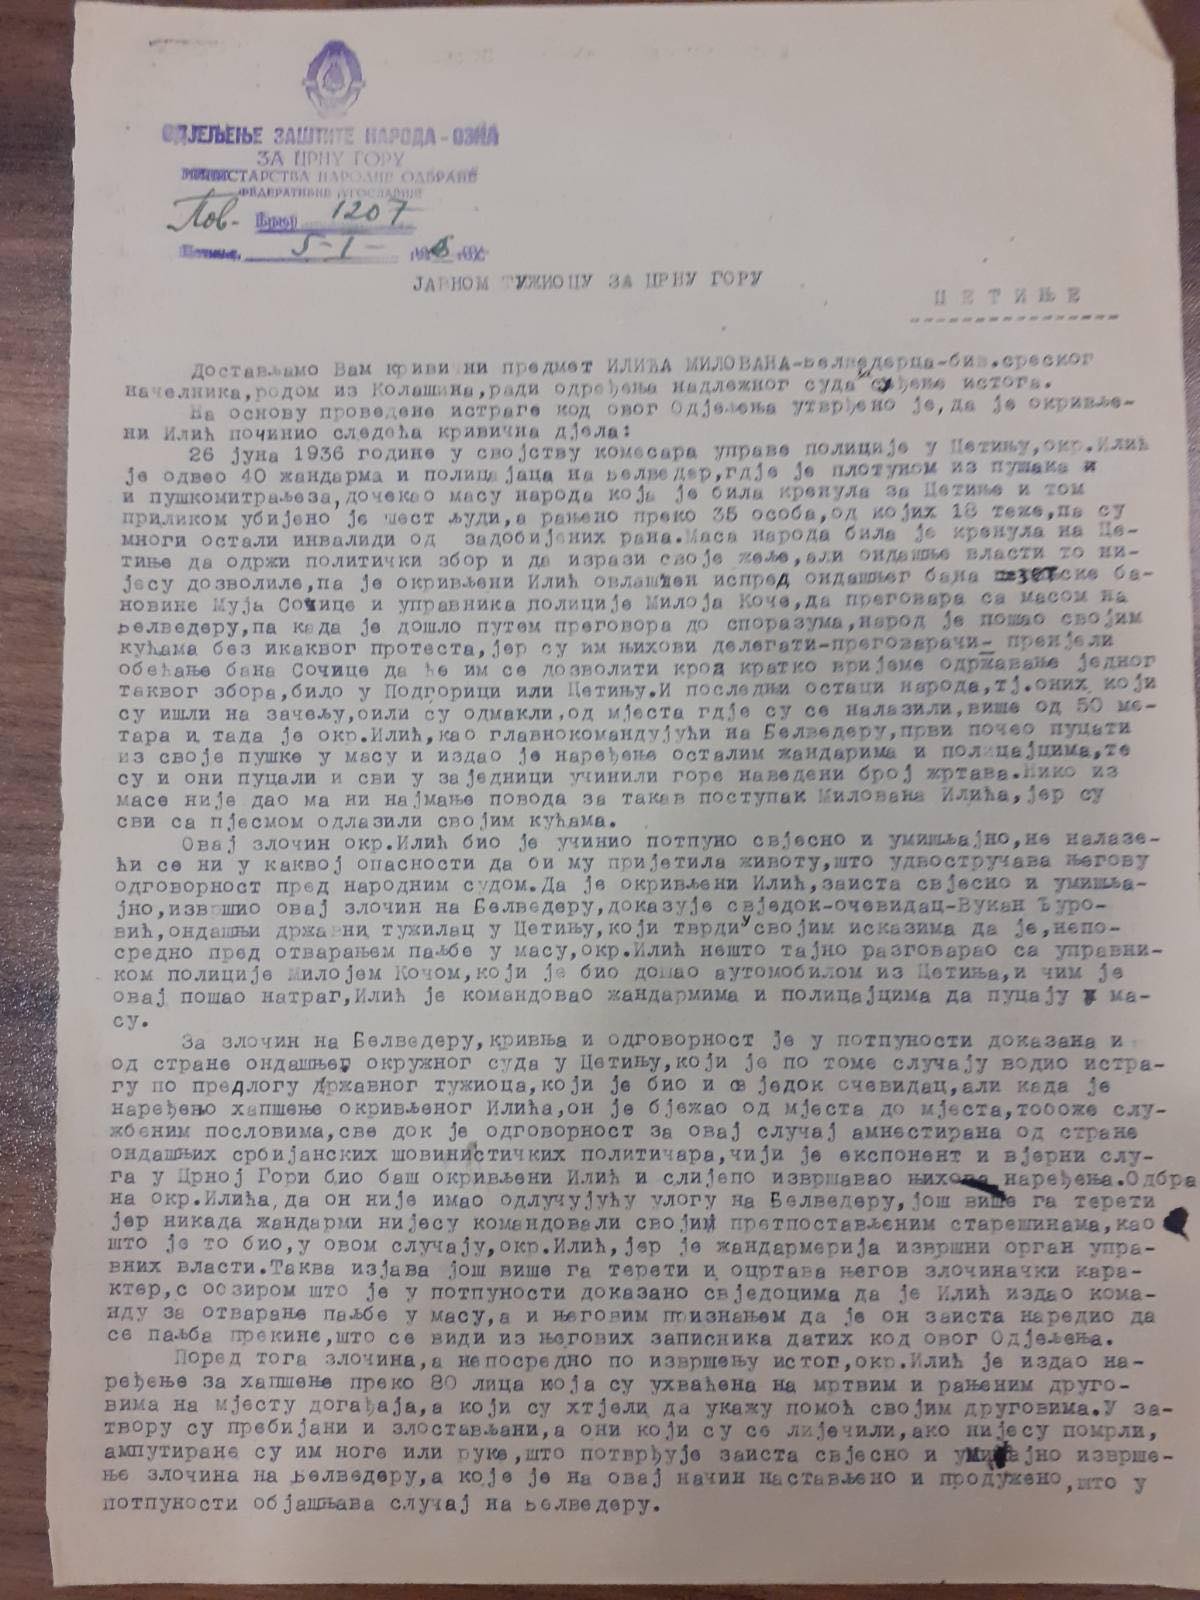 ОДЈЕЉЕЊЕ ЗАШТИТЕ НАРОДА - ОЗНА
ЗА ЦРНУ ГОРУ
МИНИСТАРСТВА НАРОДНЕ ОДБРАНЕ
ФЕДЕРАТИВНЕ ЈУГОСЛАВИЈЕ
Пов- Број 1207
Цетиње, 5-I-
ЈАВНОМ ТУЖИОЦУ ЗА ЦРНУ ГОРУ
ЦЕТИЊЕ
Достављамо Вам кривични предмет ИЛИЋА МИЛОВАНА-Белведерца-бив.среског
начелника,родом из Колашина,ради одређења надлежног суда суђење истога.
На основу проведене истраге код овог Одјељења утврђено је,да је окривље-
ни Илић починио следећа кривична дјела:
26 јуна 1936 године у својству комесара управе полиције у Цетињу,окр.Илић
је одвео 40 жандарма и полицајаца на Белведер,гдје је плотуном из пушака и
и пушкомитраљеза,дочекао масу народа која је била кренула за Цетиње и том
приликом убијено је шест људи,а рањено преко 35 особа,од којих 18 теже,па су
многи остали инвалиди од задобијених рана.Маса народа била је кренула на Це-
тиње да одржи политички збор и да изрази своје жеље,али ондашње власти то ни-
јесу дозволиле,па је окривљени Илић овлашћен испред ондашњег бана зетске ба-
новине Муја Сочице и управника полиције Милоја Коче,да преговара са масом на
Белведеру,па када је дошло путем преговора до споразума,народ је пошао својим
кућама без икаквог протеста,јер су им њихови делегати-преговарачи- пренјели
обећање бана Сочице да ће им се дозволити крод кратко вријеме одржавање једног
таквог збора,било у Подгорици или Цетињу.И последњи остаци народа,тј.оних који
су ишли на зачељу,били су одмакли,од мјеста гдје су се налазили,више од 50 ме-
тара и тада је окр.Илић,као главнокомандујући на Белведеру,први почео пуцати
из своје пушке у масу и издао је наређење осталим жандарима и полицајцима,те
су и они пуцали и сви у заједници учинили горе наведени број жртава.Нико из
масе није дао ма ни најмање повода за такав поступак Милована Илића,јер су
сви са пјесмом одлазили својим кућама.
Овај злочин окр.Илић био је учинио потпуно свјесно и умишљајно,не налазе-
ћи се ни у каквој опасности да би му пријетила животу,што удвостручава његову
одговорност пред народним судом.Да је окривљени Илић,заиста свјесно и умишља-
јно,извршио овај злочин на Белведеру,доказује свједок-очевидац-Вукан Ђуро-
вић,ондашњи државни тужилац у Цетињу,који тврди у својим исказима да је,непо-
средно пред отварањем паљбе у масу,окр.Илић нешто тајно разговарао са управни-
ком полиције Милојем Кочом,који је био дошао аутомобилом из Цетиња,и чим је
овај пошао натраг,Илић је командовао жандармима и полицајцима да пуцају у ма-
су.
За злочин на Белведеру,кривња и одговорност је у потпуности доказана и
од стране ондашњег окружног суда у Цетињу,који је по томе случају водио истра-
гу по предлогу државног тужиоца,који је био и свједок очевидац,али када је
наређењо хапшење окривљеног Илића,он је бјежао од мјеста до мјеста,тобоже слу-
жбеним пословима,све док је одговорност за овај случај амнестирана од стране
ондашњих србијанских шовинистичких политичара,чији је експонент и вјерни слу-
га у Црној Гори био баш окривљени Илић и слијепо извршавао њихова наређења.Одбра
на окр.Илића,да он није имао одлучујућу улогу на Белведеру,још више га терети
јер никада жандарми нијесу командовали својим претпостављеним старешинама,као
што је то био,у овом случају,окр.Илић,јер је жандармерија извршни орган упра-
вних власти.Таква изјава још више га терети и оцртава његов злочиначки кара-
ктер,с обзиром што је у потпуности доказано свједоцима да је Илић издао кома-
нду за отваране паљбе у масу,а и његовим признањем да је он заиста наредио да
се паљба прекине,што се види из његових записника датих код овог Одјељења.
Поред тога злочина,а непосредно по извршењу истог,окр.Илић је издао на-
ређење за хапшење преко 80 лица која су ухваћена на мртвим и рањеним друго-
вима на мјесту догађаја,а који су хтјели да укажу помоћ својим друговима.У за-
твору су пребијани и злостављани,а они који су се лијечили,ако нијесу помрли,
ампутиране су им ноге или руке,што потврђује заиста свјесно и извршe-
ње злочина на Белведеру,а које је на овај начин настављено и продужено,што у
потпуности објашњава случај на Белведеру.